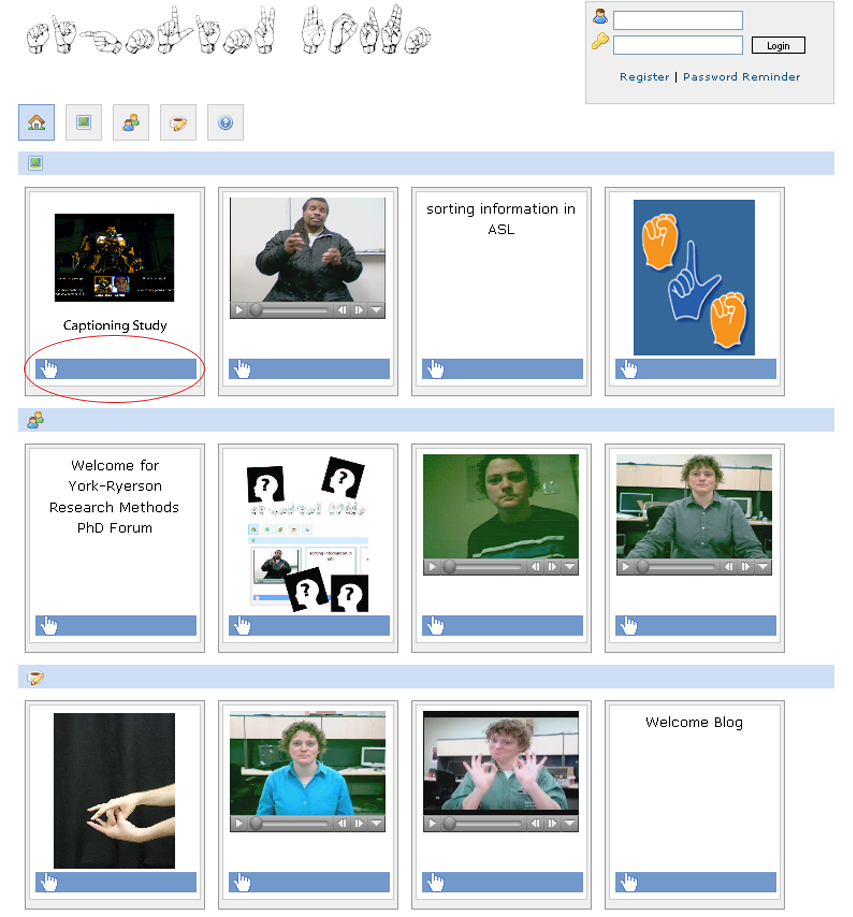 Login
Register | Password Reminder
Captioning Study
sorting information in
ASL
Welcome for
York-Ryerson
Research Methods
PhD Forum
? ?
sorting information in
? ?
Welcome Blog